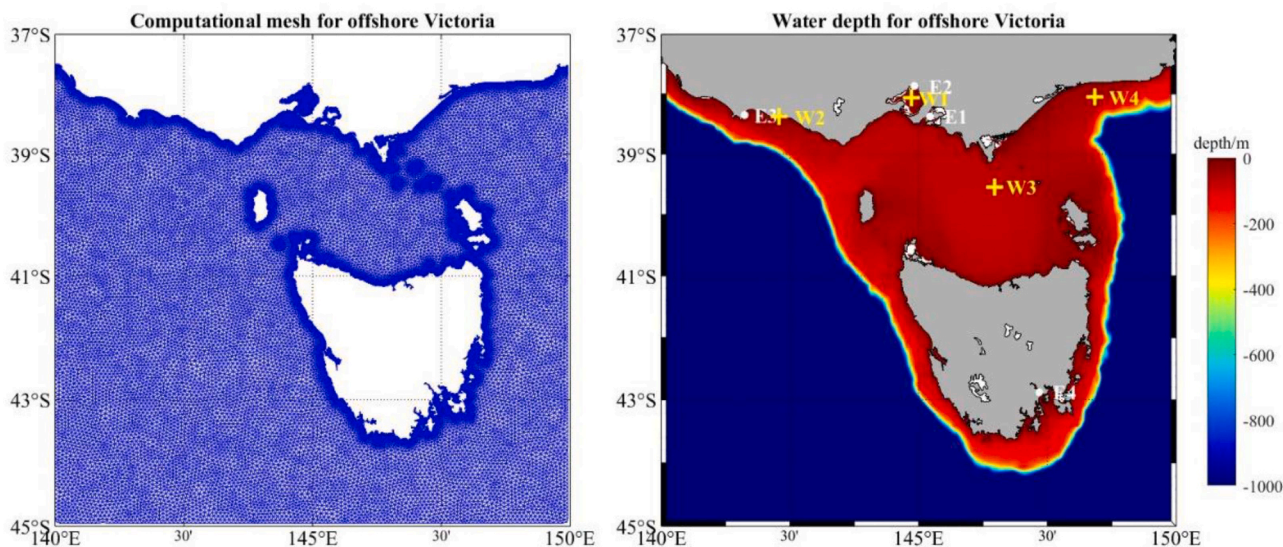 Computational mesh for offshore Victoria
37°S
39°S
41°S
43°S
45°S
140°E
30'
145°E
30'
150°E
Water depth for offshore Victoria
37°S
39°S
41°S
43°S
45°S
140°E
30'
145°E
30'
150°E
E2
W1
E1
E3
W2
W4
W3
E4
depth/m
0
-200
-400
-600
-800
-1000